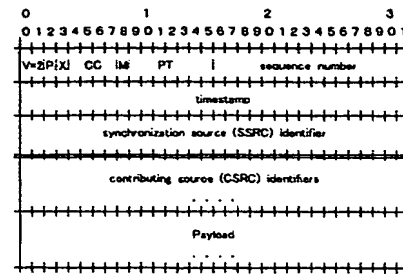 0 1 2 3
0 1 2 3 4 5 6 7 8 9 0 1 2 3 4 5 6 7 8 9 0 1 2 3 4 5 6 7 8 9 0 1
V=2|P|X| CC |M| PT | sequence number
timestamp
synchronization source (SSRC) identifier
contributing source (CSRC) identifiers
. . . .
Payload
. . . .